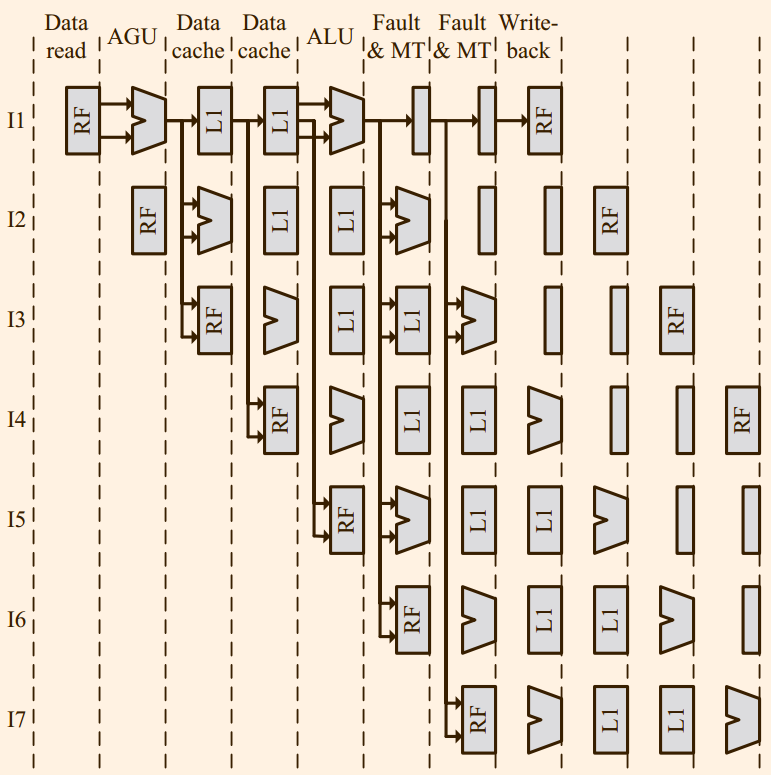 Data read
AGU
Data cache
Data cache
ALU
Fault & MT
Fault & MT
Write-back
I1 RF L1 L1 RF
I2 RF L1 L1 RF
I3 RF L1 L1 RF
I4 RF L1 L1 RF
I5 RF L1 L1
I6 RF L1 L1
I7 RF L1 L1